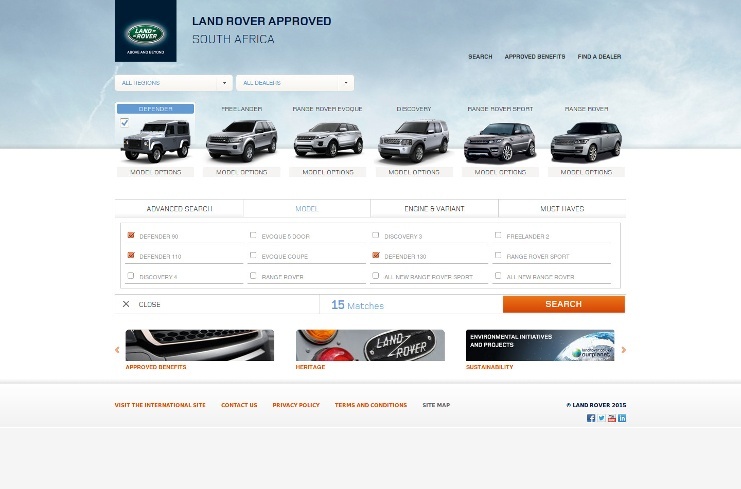 LAND ROVER
ABOVE AND BEYOND
LAND ROVER APPROVED
SOUTH AFRICA
SEARCH APPROVED BENEFITS FIND A DEALER
ALL REGIONS ALL DEALERS
DEFENDER FREELANDER RANGE ROVER EVOQUE DISCOVERY RANGE ROVER SPORT RANGE ROVER
MODEL OPTIONS MODEL OPTIONS MODEL OPTIONS MODEL OPTIONS MODEL OPTIONS MODEL OPTIONS
ADVANCED SEARCH MODEL ENGINE & VARIANT MUST HAVES
DEFENDER 90 EVOQUE 5 DOOR DISCOVERY 3 FREELANDER 2
DEFENDER 110 EVOQUE COUPE DEFENDER 130 RANGE ROVER SPORT
DISCOVERY 4 RANGE ROVER ALL NEW RANGE ROVER SPORT ALL NEW RANGE ROVER
CLOSE 15 Matches SEARCH
LAND ROVER
ENVIRONMENTAL INITIATIVES
AND PROJECTS
ourplanet
APPROVED BENEFITS HERITAGE SUSTAINABILITY
VISIT THE INTERNATIONAL SITE CONTACT US PRIVACY POLICY TERMS AND CONDITIONS SITE MAP © LAND ROVER 2015